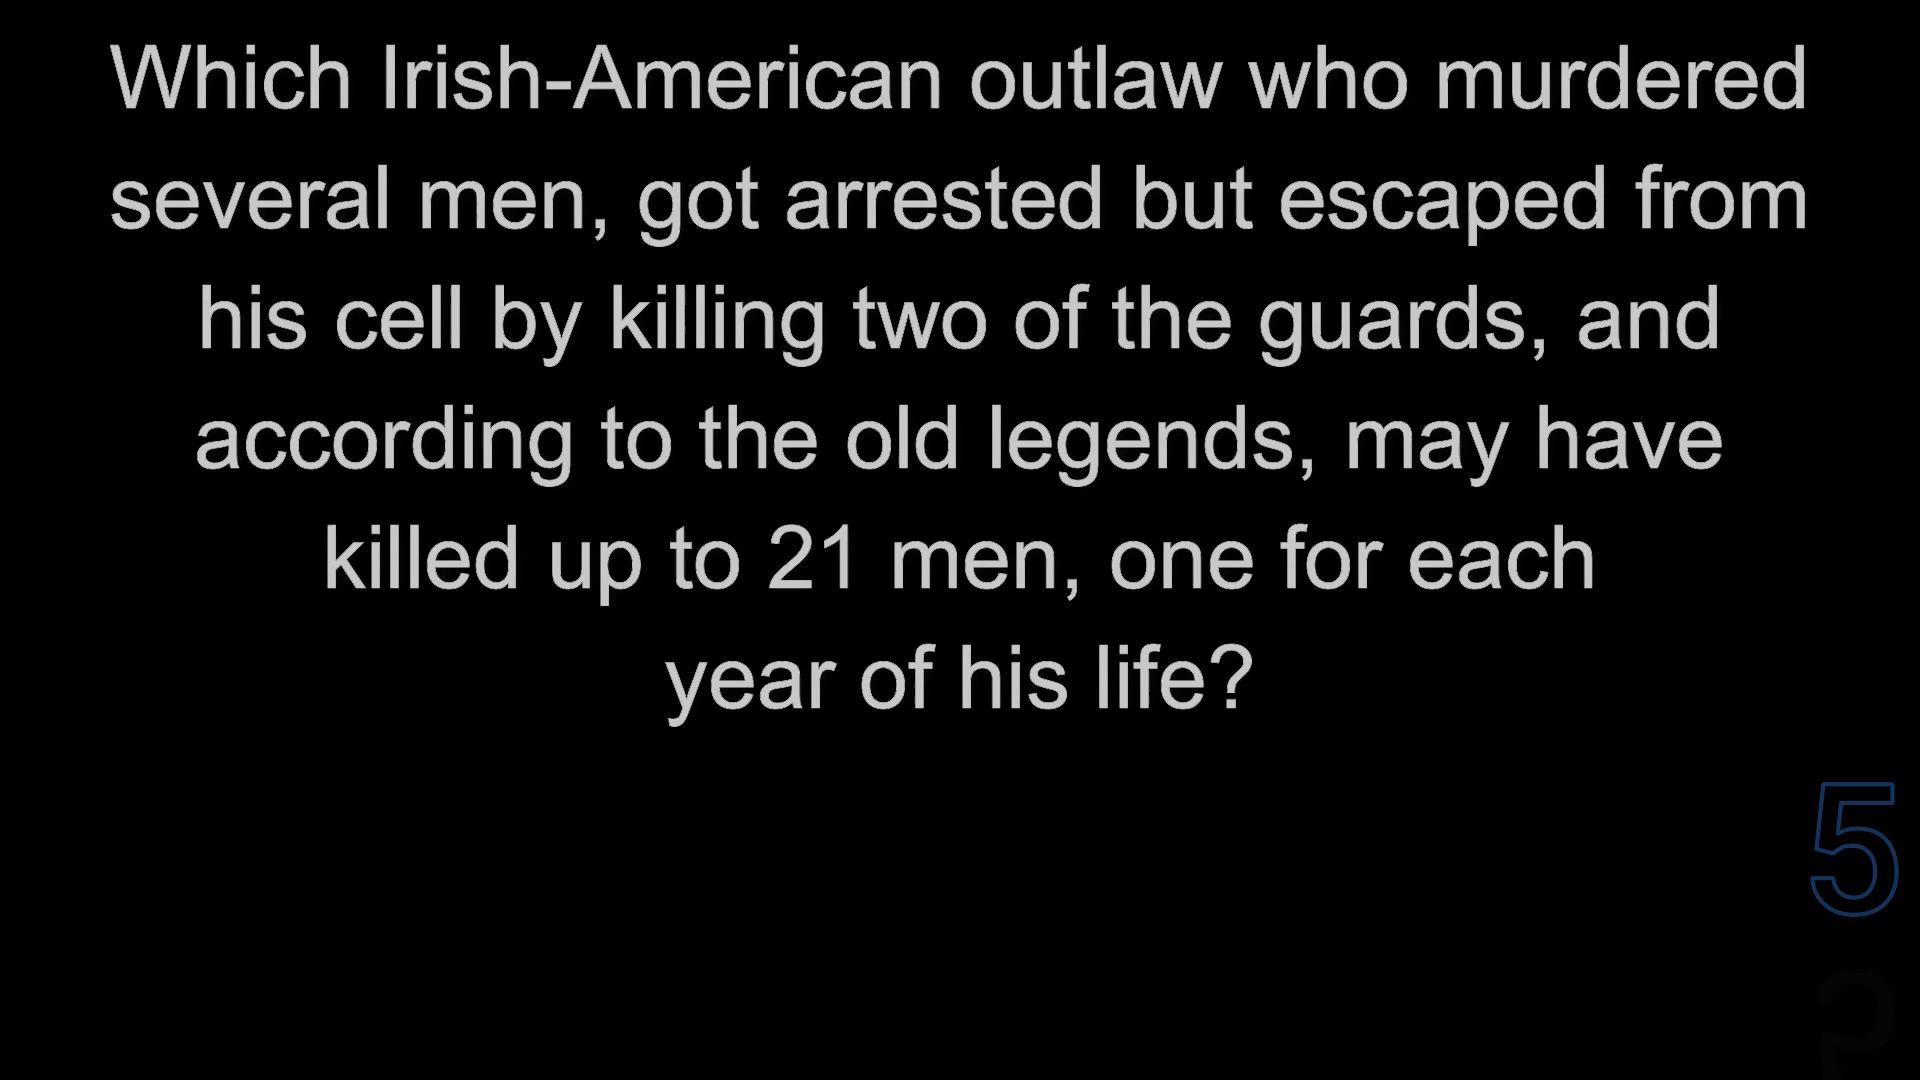 Which Irish-American outlaw who murdered
several men, got arrested but escaped from
his cell by killing two of the guards, and
according to the old legends, may have
killed up to 21 men, one for each
year of his life?
5